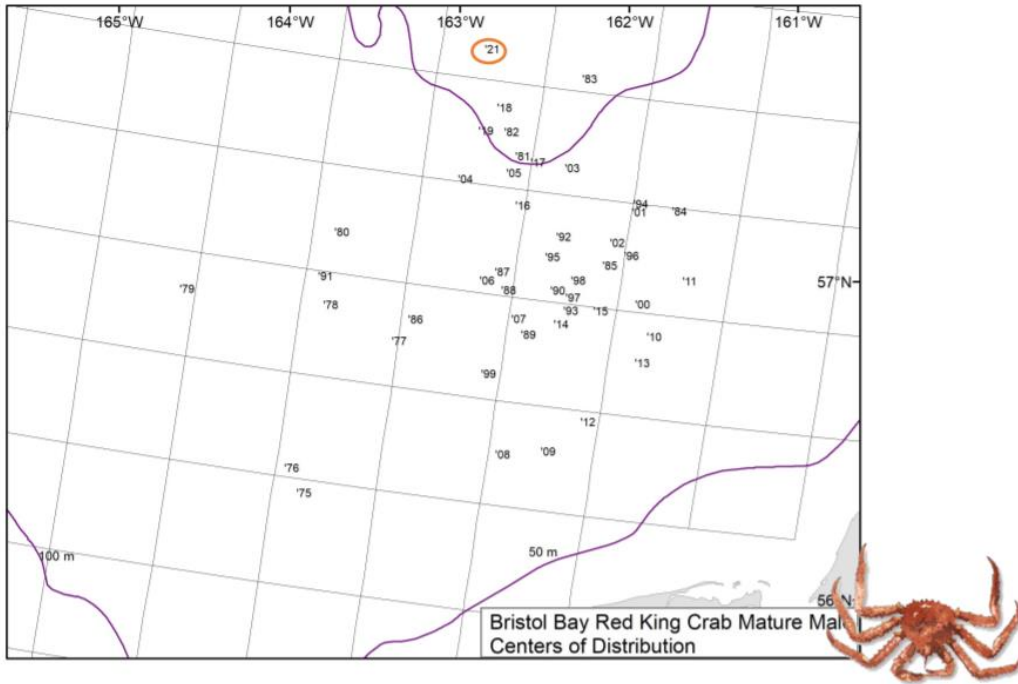 165°W 164°W 163°W 162°W 161°W
'21
'83
'18
'19 '82
'81 '17
'05 '03
'04
'16 '94
'01 '84
'80 '92 '02
'95 '96
'87 '85
'91 '06 '98 '11 57°N
'79 '88 '90
'97
'78 '93 '15 '00
'86 '07 '14
'77 '89 '10
'13
'99
'12
'08 '09
'76
'75
100 m 50 m
Bristol Bay Red King Crab Mature
Centers of Distribution